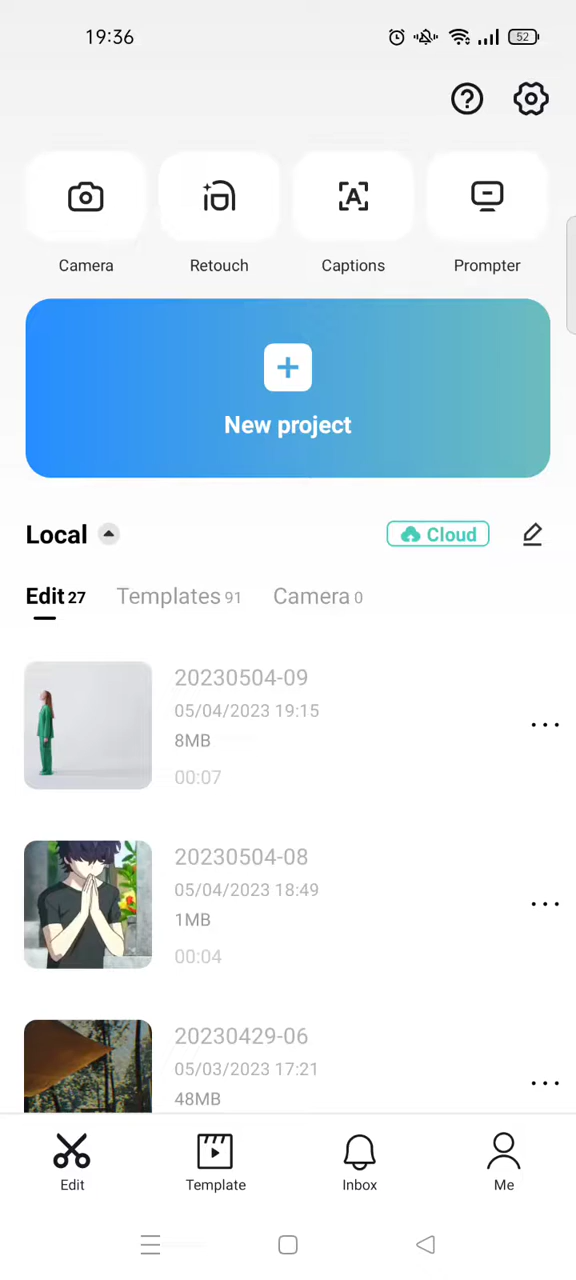 19:36
52
Camera
Retouch
Captions
Prompter
New project
Local
Cloud
Edit 27
Templates 91
Camera 0
20230504-09
05/04/2023 19:15
8MB
00:07
20230504-08
05/04/2023 18:49
1MB
00:04
20230429-06
05/03/2023 17:21
48MB
Edit
Template
Inbox
Me